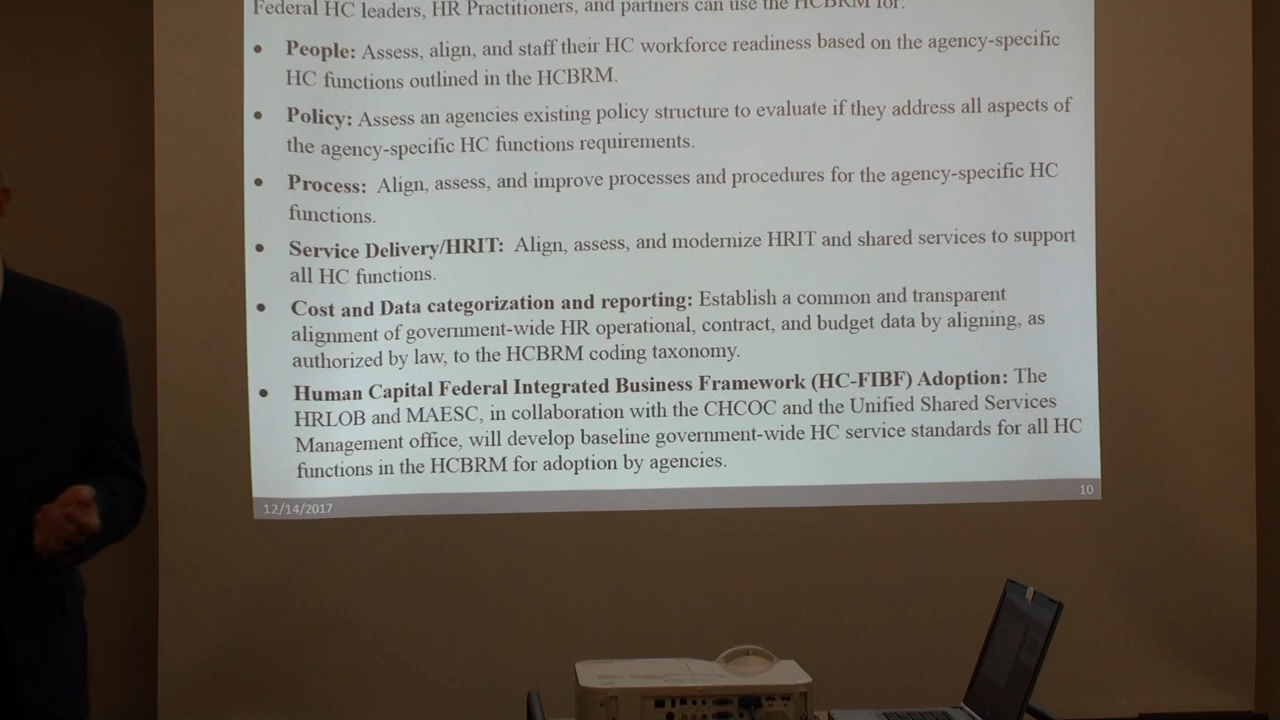 Federal HC leaders, HR Practitioners, and partners can use the HCBRM for:
• People: Assess, align, and staff their HC workforce readiness based on the agency-specific
HC functions outlined in the HCBRM.
• Policy: Assess an agencies existing policy structure to evaluate if they address all aspects of
the agency-specific HC functions requirements.
• Process: Align, assess, and improve processes and procedures for the agency-specific HC
functions.
• Service Delivery/HRIT: Align, assess, and modernize HRIT and shared services to support
all HC functions.
• Cost and Data categorization and reporting: Establish a common and transparent
alignment of government-wide HR operational, contract, and budget data by aligning, as
authorized by law, to the HCBRM coding taxonomy.
• Human Capital Federal Integrated Business Framework (HC-FIBF) Adoption: The
HRLOB and MAESC, in collaboration with the CHCOC and the Unified Shared Services
Management office, will develop baseline government-wide HC service standards for all HC
functions in the HCBRM for adoption by agencies.
12/14/2017
10